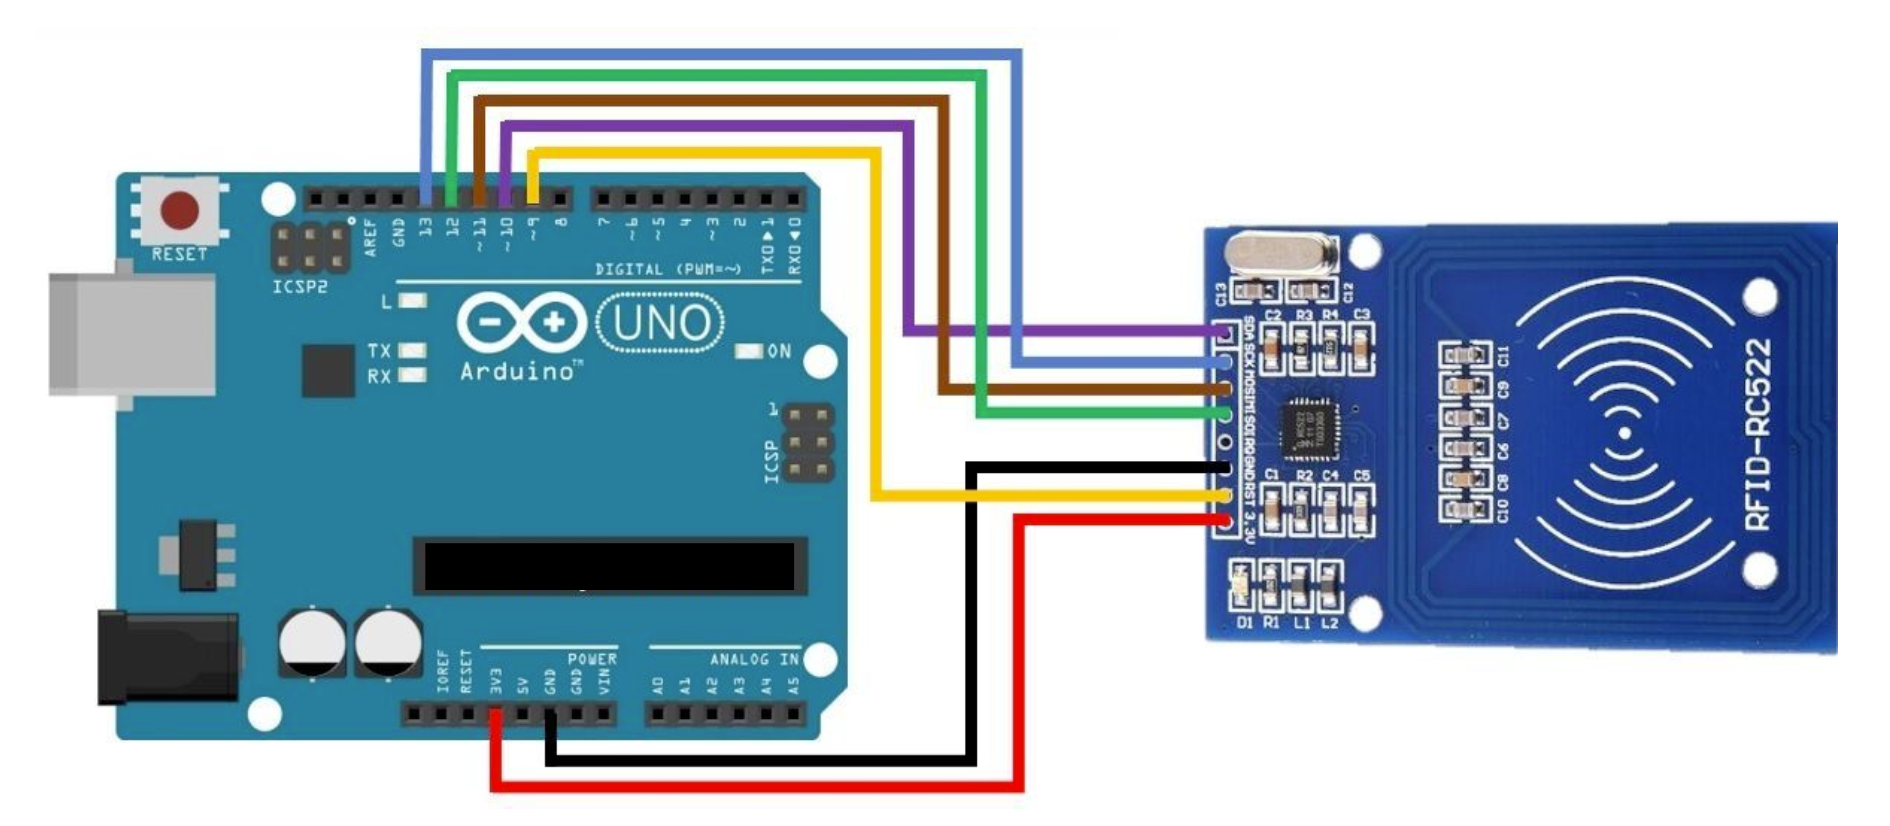 RESET
ICSP2
AREF
GND
13
12
~11
~10
~9
8
7
~6
~5
4
~3
2
TX0▶1
RX0◀0
DIGITAL (PWM=~)
L
TX
RX
UNO
Arduino™
ON
1
ICSP
POWER
ANALOG IN
IOREF
RESET
3V3
5V
GND
GND
VIN
A0
A1
A2
A3
A4
A5
C13
C12
C2
R3
R4
C3
SDA
SCK
MOSI
MISO
IRQ
GND
RST
3.3V
C1
R2
C4
C5
D1
R1
L1
L2
C11
C9
C7
C6
C8
C10
RFID-RC522